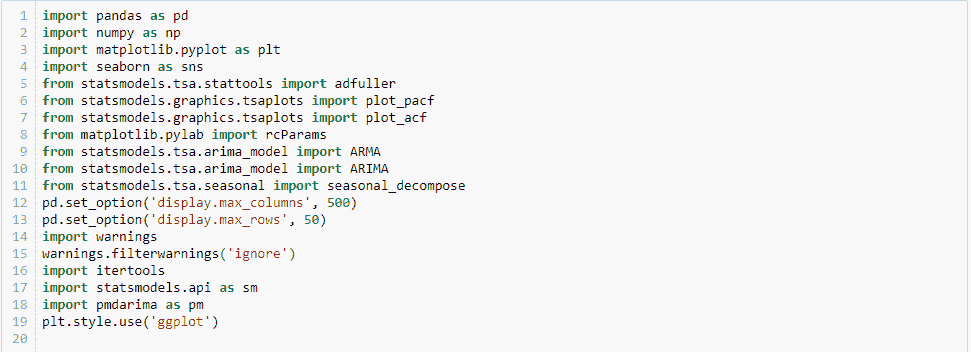 1 import pandas as pd
2 import numpy as np
3 import matplotlib.pyplot as plt
4 import seaborn as sns
5 from statsmodels.tsa.stattools import adfuller
6 from statsmodels.graphics.tsaplots import plot_pacf
7 from statsmodels.graphics.tsaplots import plot_acf
8 from matplotlib.pylab import rcParams
9 from statsmodels.tsa.arima_model import ARMA
10 from statsmodels.tsa.arima_model import ARIMA
11 from statsmodels.tsa.seasonal import seasonal_decompose
12 pd.set_option('display.max_columns', 500)
13 pd.set_option('display.max_rows', 50)
14 import warnings
15 warnings.filterwarnings('ignore')
16 import itertools
17 import statsmodels.api as sm
18 import pmdarima as pm
19 plt.style.use('ggplot')
20